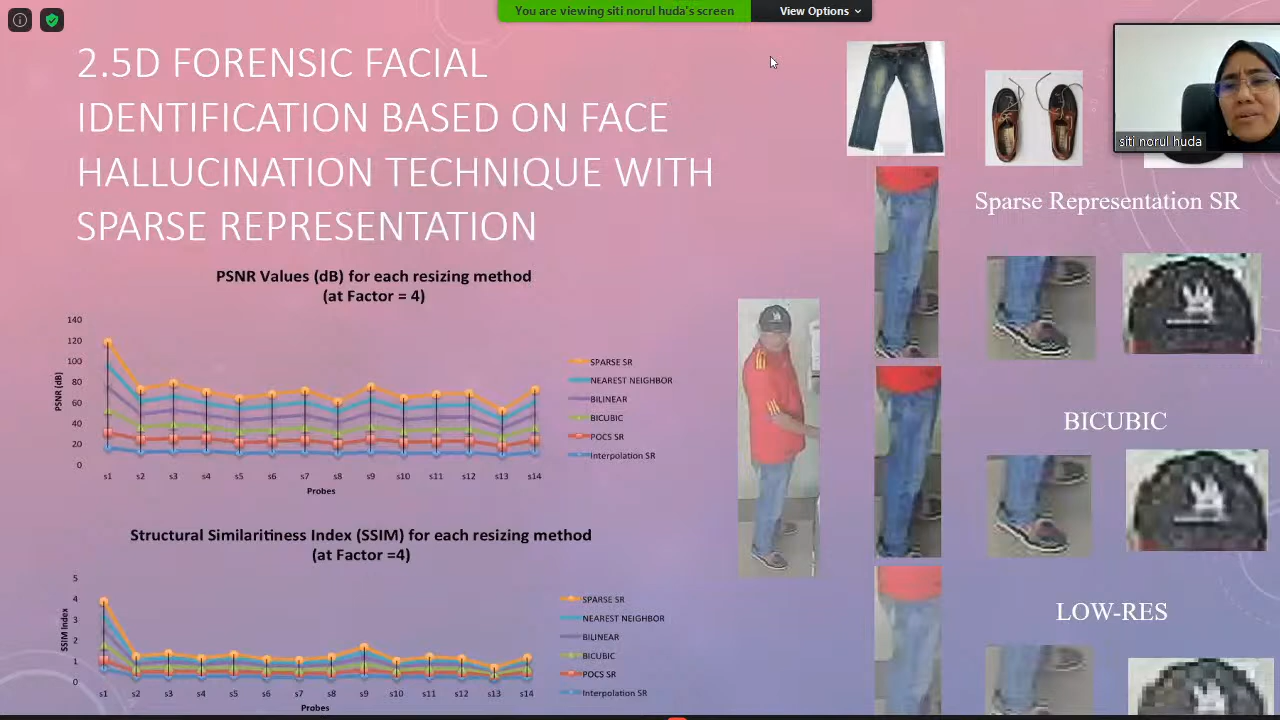 You are viewing siti norul huda's screen
View Options
2.5D FORENSIC FACIAL
IDENTIFICATION BASED ON FACE
HALLUCINATION TECHNIQUE WITH
SPARSE REPRESENTATION
siti norul huda
Sparse Representation SR
BICUBIC
LOW-RES
PSNR Values (dB) for each resizing method
(at Factor = 4)
PSNR (dB)
140
120
100
80
60
40
20
0
s1 s2 s3 s4 s5 s6 s7 s8 s9 s10 s11 s12 s13 s14
Probes
SPARSE SR
NEAREST NEIGHBOR
BILINEAR
BICUBIC
POCS SR
Interpolation SR
Structural Similaritiness Index (SSIM) for each resizing method
(at Factor =4)
SSIM Index
5
4
3
2
1
0
s1 s2 s3 s4 s5 s6 s7 s8 s9 s10 s11 s12 s13 s14
Probes
SPARSE SR
NEAREST NEIGHBOR
BILINEAR
BICUBIC
POCS SR
Interpolation SR